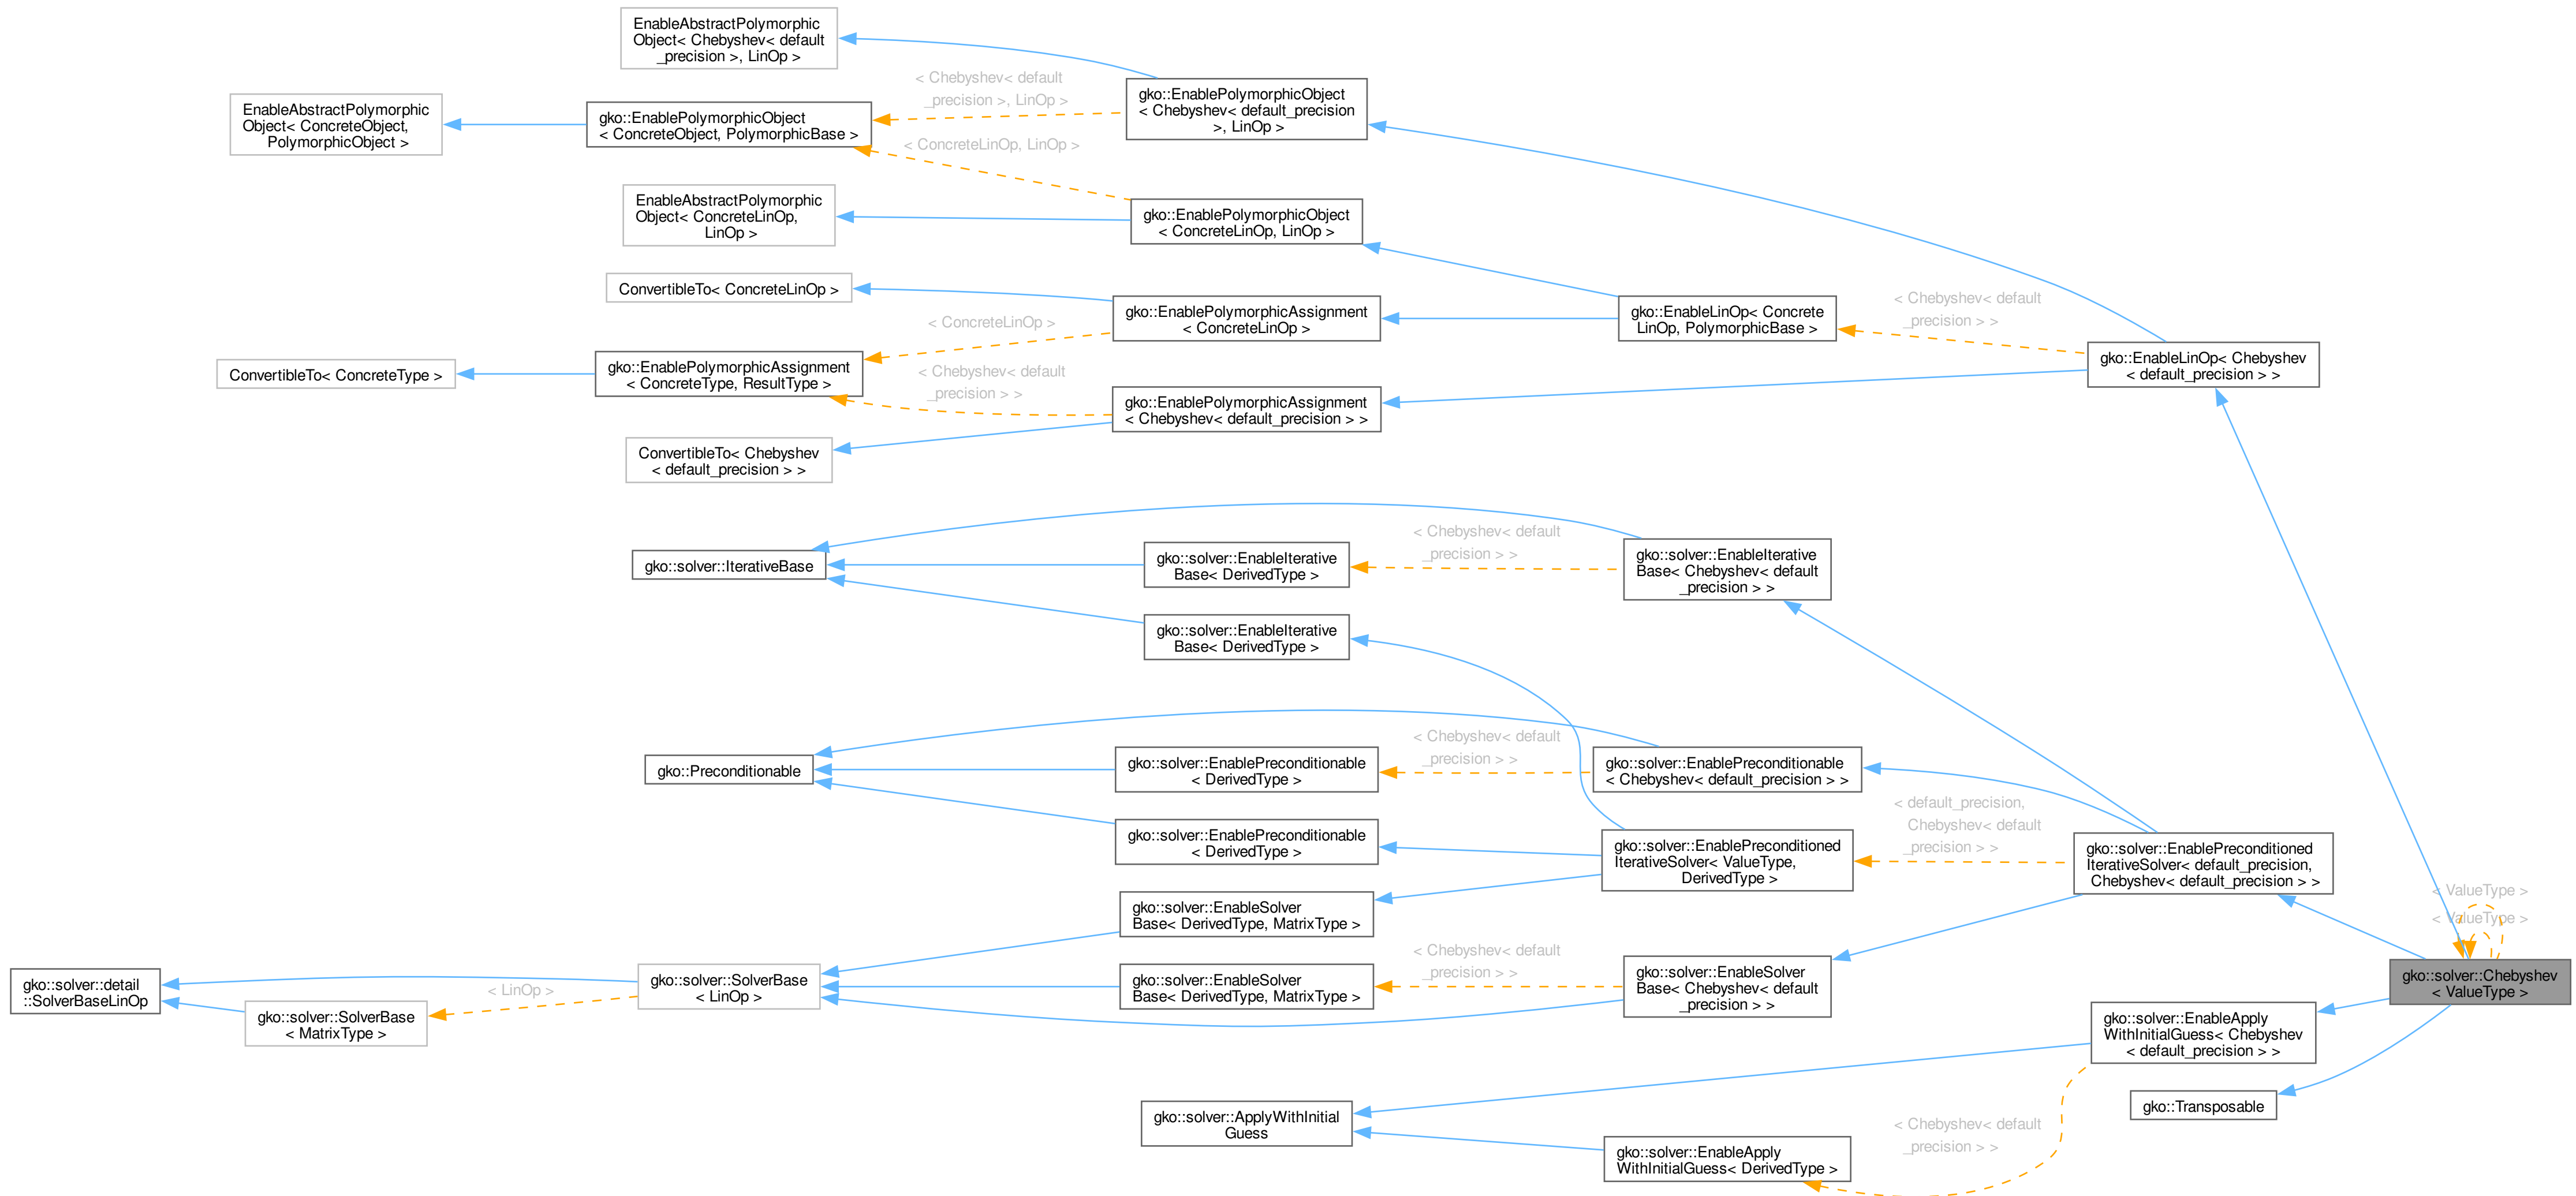 EnableAbstractPolymorphic
Object< Chebyshev< default
_precision >, LinOp >
EnableAbstractPolymorphic
Object< ConcreteObject,
PolymorphicObject >
gko::EnablePolymorphicObject
< ConcreteObject, PolymorphicBase >
< Chebyshev< default
_precision >, LinOp >
< ConcreteLinOp, LinOp >
gko::EnablePolymorphicObject
< Chebyshev< default_precision
>, LinOp >
EnableAbstractPolymorphic
Object< ConcreteLinOp,
LinOp >
gko::EnablePolymorphicObject
< ConcreteLinOp, LinOp >
ConvertibleTo< ConcreteLinOp >
gko::EnablePolymorphicAssignment
< ConcreteLinOp >
gko::EnableLinOp< Concrete
LinOp, PolymorphicBase >
< Chebyshev< default
_precision > >
< ConcreteLinOp >
ConvertibleTo< ConcreteType >
gko::EnablePolymorphicAssignment
< ConcreteType, ResultType >
< Chebyshev< default
_precision > >
gko::EnableLinOp< Chebyshev
< default_precision > >
gko::EnablePolymorphicAssignment
< Chebyshev< default_precision > >
ConvertibleTo< Chebyshev
< default_precision > >
gko::solver::IterativeBase
gko::solver::EnableIterative
Base< DerivedType >
< Chebyshev< default
_precision > >
gko::solver::EnableIterative
Base< Chebyshev< default
_precision > >
gko::solver::EnableIterative
Base< DerivedType >
gko::Preconditionable
gko::solver::EnablePreconditionable
< DerivedType >
< Chebyshev< default
_precision > >
gko::solver::EnablePreconditionable
< Chebyshev< default_precision > >
gko::solver::EnablePreconditionable
< DerivedType >
gko::solver::EnablePreconditioned
IterativeSolver< ValueType,
DerivedType >
< default_precision,
Chebyshev< default
_precision > >
gko::solver::EnablePreconditioned
IterativeSolver< default_precision,
Chebyshev< default_precision > >
gko::solver::EnableSolver
Base< DerivedType, MatrixType >
< ValueType >
< ValueType >
gko::solver::detail
::SolverBaseLinOp
gko::solver::SolverBase
< MatrixType >
< LinOp >
gko::solver::SolverBase
< LinOp >
gko::solver::EnableSolver
Base< DerivedType, MatrixType >
< Chebyshev< default
_precision > >
gko::solver::EnableSolver
Base< Chebyshev< default
_precision > >
gko::solver::Chebyshev
< ValueType >
gko::solver::EnableApply
WithInitialGuess< Chebyshev
< default_precision > >
gko::Transposable
gko::solver::ApplyWithInitial
Guess
gko::solver::EnableApply
WithInitialGuess< DerivedType >
< Chebyshev< default
_precision > >